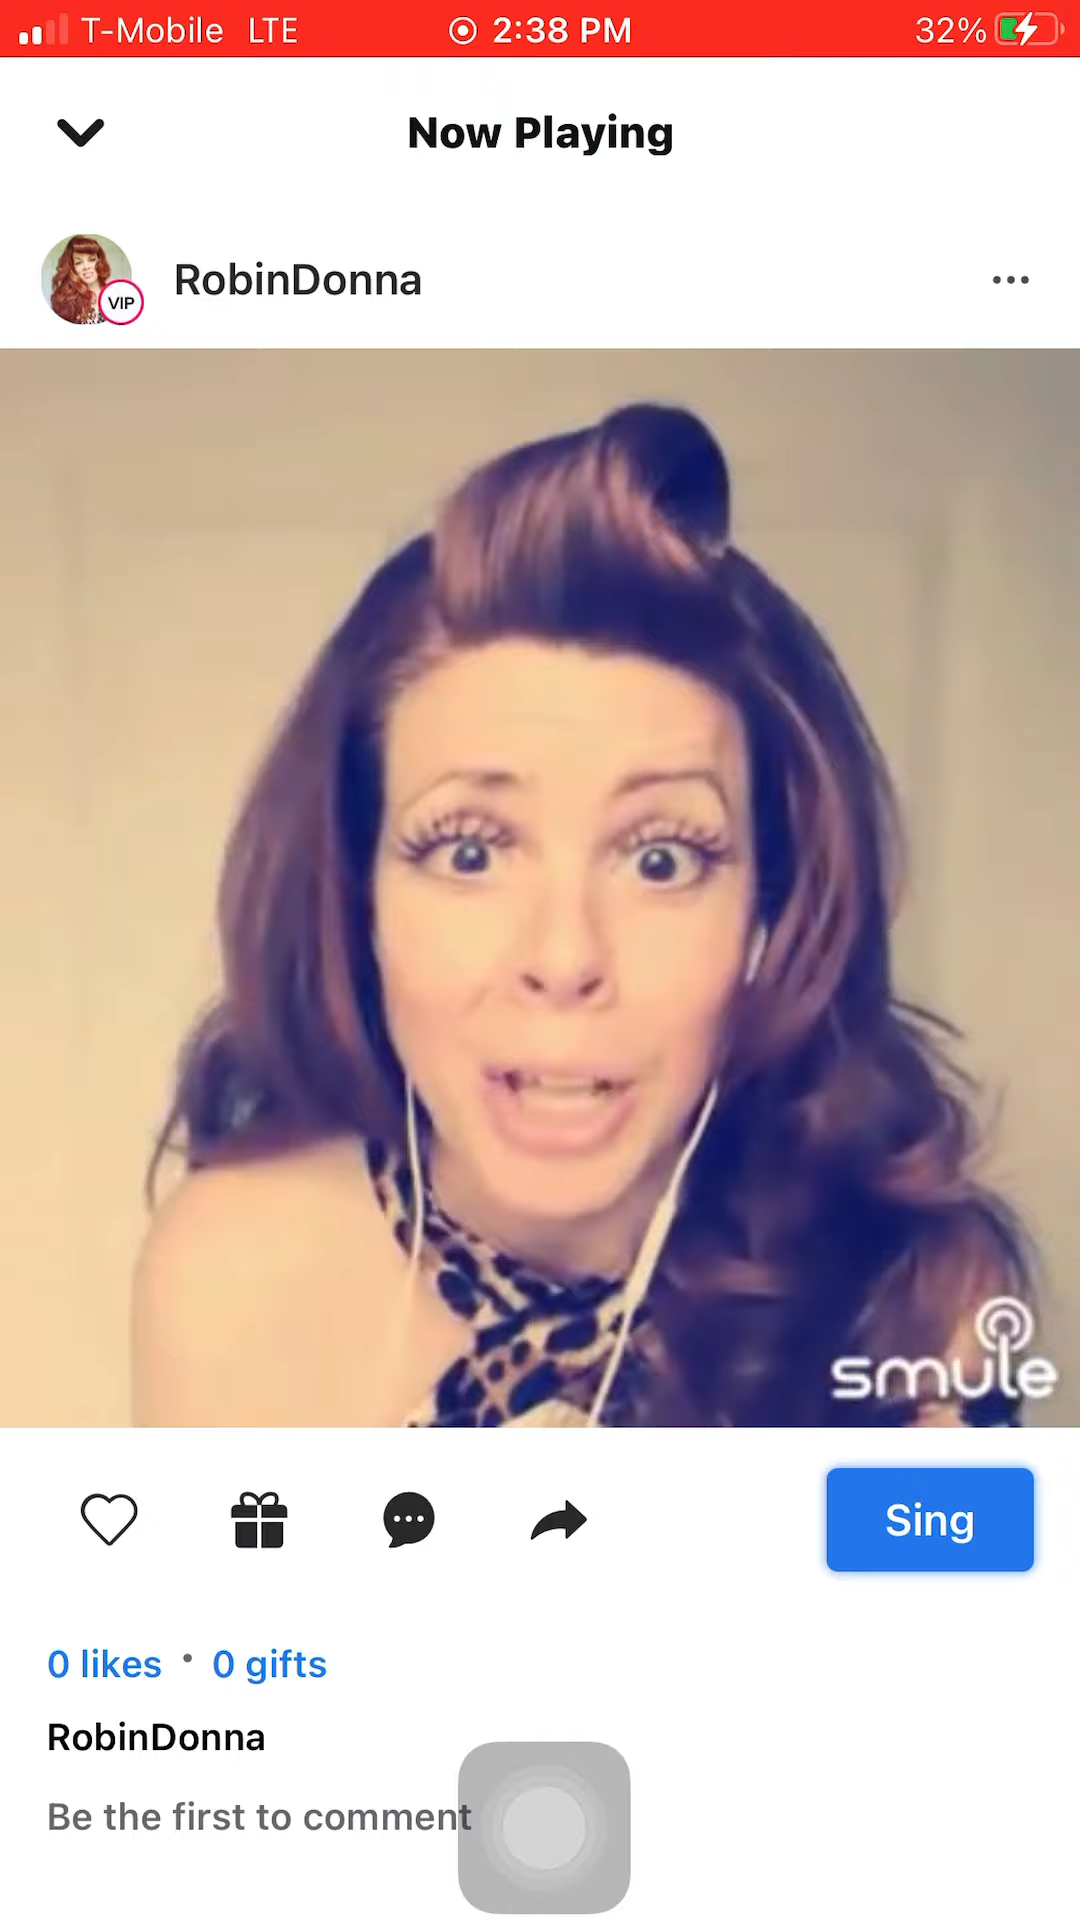 T-Mobile LTE 2:38 PM 32%
Now Playing
VIP
RobinDonna
smule
Sing
0 likes • 0 gifts
RobinDonna
Be the first to comment